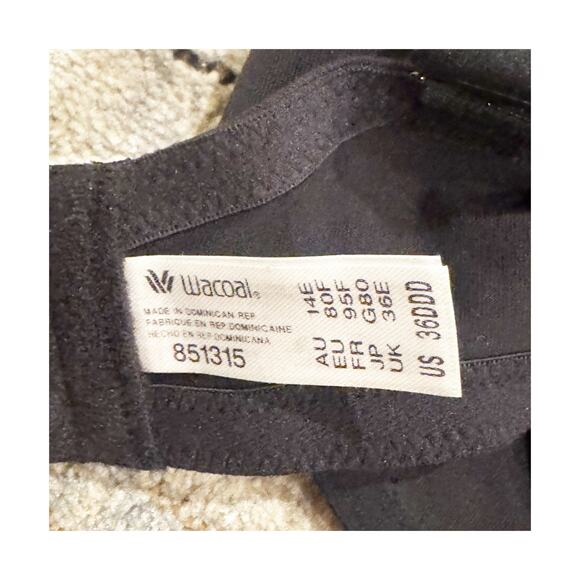 Wacoal®
MADE IN DOMINICAN REP.
FABRIQUE EN REP. DOMINICAINE
HECHO EN REP. DOMINICANA
851315
AU 14E
EU 80F
FR 95F
JP G80
UK 36E
US 36DDD